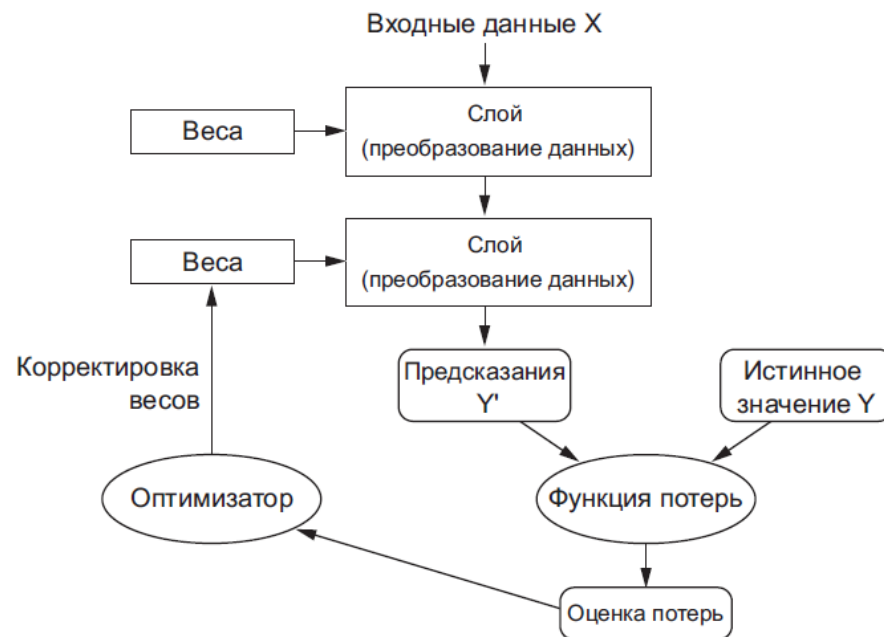 Входные данные X
Слой
(преобразование данных)
Веса
Слой
(преобразование данных)
Веса
Корректировка
весов
Предсказания
Y'
Истинное
значение Y
Оптимизатор
Функция потерь
Оценка потерь